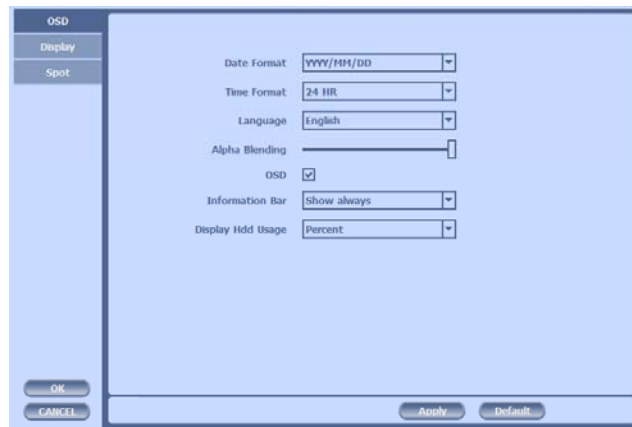 OSD
Display
Spot
Date Format YYYY/MM/DD
Time Format 24 HR
Language English
Alpha Blending
OSD
Information Bar Show always
Display Hdd Usage Percent
OK
CANCEL
Apply Default